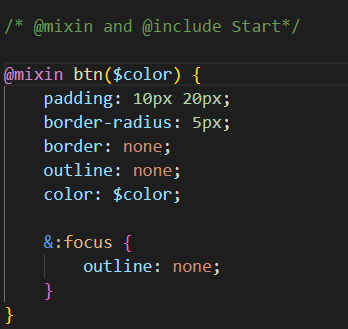 /* @mixin and @include Start*/
@mixin btn($color) {
padding: 10px 20px;
border-radius: 5px;
border: none;
outline: none;
color: $color;
&:focus {
outline: none;
}
}